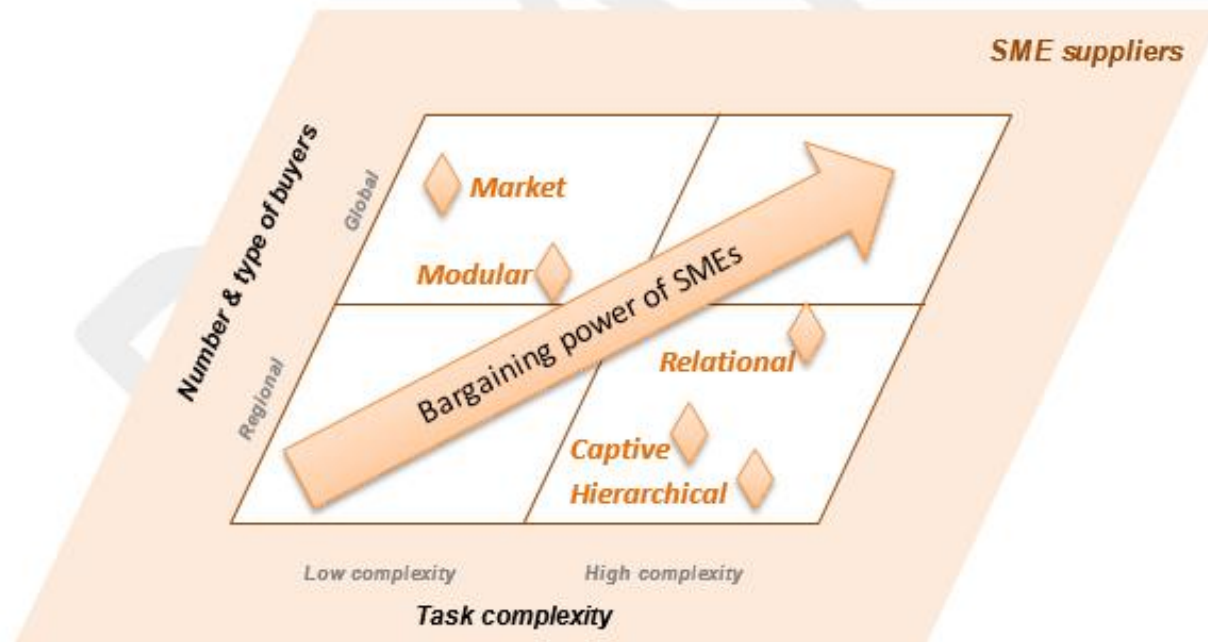 SME suppliers
Number & type of buyers
Global
Regional
Market
Modular
Bargaining power of SMEs
Relational
Captive
Hierarchical
Low complexity
High complexity
Task complexity